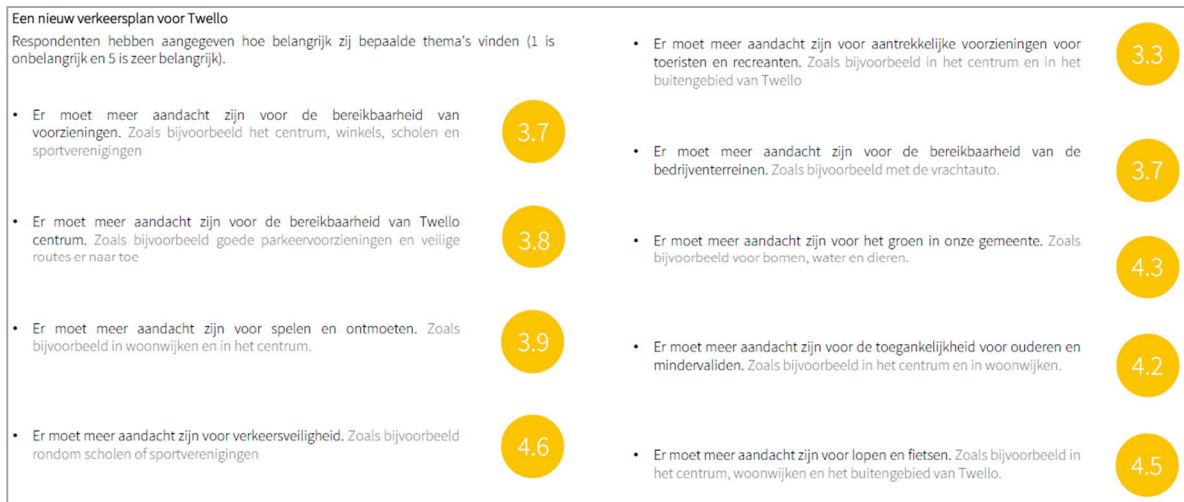 Een nieuw verkeersplan voor Twello
Respondenten hebben aangegeven hoe belangrijk zij bepaalde thema's vinden (1 is
onbelangrijk en 5 is zeer belangrijk).
• Er moet meer aandacht zijn voor de bereikbaarheid van
voorzieningen. Zoals bijvoorbeeld het centrum, winkels, scholen en
sportverenigingen
3.7
• Er moet meer aandacht zijn voor de bereikbaarheid van Twello
centrum. Zoals bijvoorbeeld goede parkeervoorzieningen en veilige
routes er naar toe
3.8
• Er moet meer aandacht zijn voor spelen en ontmoeten. Zoals
bijvoorbeeld in woonwijken en in het centrum.
3.9
• Er moet meer aandacht zijn voor verkeersveiligheid. Zoals bijvoorbeeld
rondom scholen of sportverenigingen
4.6
• Er moet meer aandacht zijn voor aantrekkelijke voorzieningen voor
toeristen en recreanten. Zoals bijvoorbeeld in het centrum en in het
buitengebied van Twello
3.3
• Er moet meer aandacht zijn voor de bereikbaarheid van de
bedrijventerreinen. Zoals bijvoorbeeld met de vrachtauto.
3.7
• Er moet meer aandacht zijn voor het groen in onze gemeente. Zoals
bijvoorbeeld voor bomen, water en dieren.
4.3
• Er moet meer aandacht zijn voor de toegankelijkheid voor ouderen en
mindervaliden. Zoals bijvoorbeeld in het centrum en in woonwijken.
4.2
• Er moet meer aandacht zijn voor lopen en fietsen. Zoals bijvoorbeeld in
het centrum, woonwijken en het buitengebied van Twello.
4.5